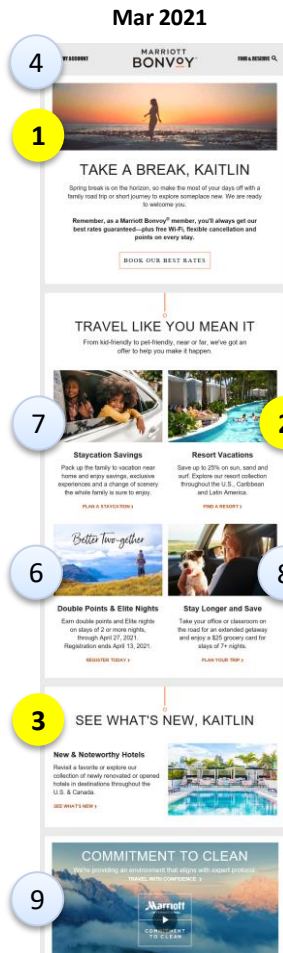 Mar 2021
4
MY ACCOUNT
MARRIOTT
BONVOY
FIND & RESERVE
1
TAKE A BREAK, KAITLIN
Spring break is on the horizon, so make the most of your days off with a
family road trip or short journey to explore someplace new. We are ready
to welcome you.
Remember, as a Marriott Bonvoy® member, you'll always get our
best rates guaranteed—plus free Wi-Fi, flexible cancellation and
points on every stay.
BOOK OUR BEST RATES
TRAVEL LIKE YOU MEAN IT
From kid-friendly to pet-friendly, near or far, we've got an
offer to help you make it happen.
7
2
Staycation Savings
Pack up the family to vacation near
home and enjoy savings, exclusive
experiences and a change of scenery
the whole family is sure to enjoy.
PLAN A STAYCATION ›
Resort Vacations
Save up to 25% on sun, sand and
surf. Explore our resort collection
throughout the U.S., Caribbean
and Latin America.
FIND A RESORT ›
Better Two-gether
6
8
Double Points & Elite Nights
Earn double points and Elite nights
on stays of 2 or more nights,
through April 27, 2021.
Registration ends April 13, 2021.
REGISTER TODAY ›
Stay Longer and Save
Take your office or classroom on
the road for an extended getaway
and enjoy a $25 grocery card for
stays of 7+ nights.
PLAN YOUR TRIP ›
3
SEE WHAT'S NEW, KAITLIN
New & Noteworthy Hotels
Revisit a favorite or explore our
collection of newly renovated or opened
hotels in destinations throughout the
U.S. & Canada.
SEE WHAT'S NEW ›
COMMITMENT TO CLEAN
We're providing an environment that aligns with expert protocols.
TRAVEL WITH CONFIDENCE ›
9
Marriott
COMMITMENT
TO CLEAN